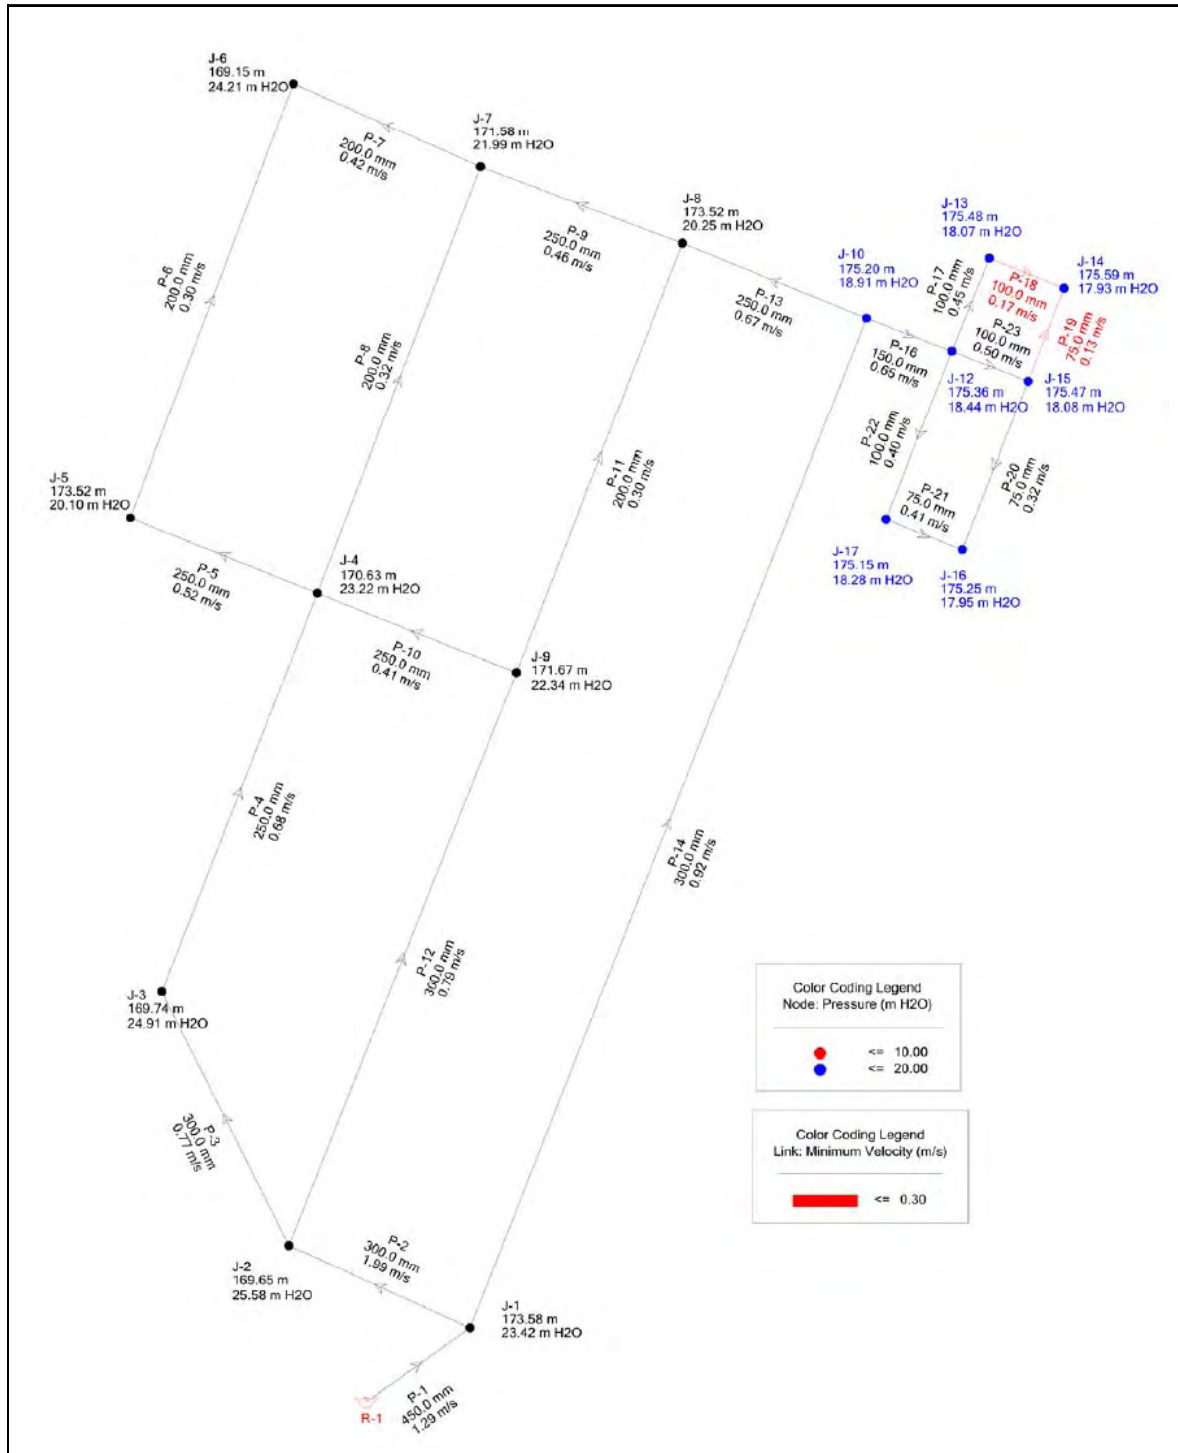 J-6
169.15 m
24.21 m H2O
P-7
200.0 mm
0.42 m/s
J-7
171.58 m
21.99 m H2O
J-8
173.52 m
20.25 m H2O
P-9
250.0 mm
0.46 m/s
J-13
175.48 m
18.07 m H2O
J-10
175.20 m
18.91 m H2O
J-14
175.59 m
17.93 m H2O
P-6
200.0 mm
0.30 m/s
P-13
250.0 mm
0.67 m/s
P-17
100.0 mm
0.45 m/s
P-18
100.0 mm
0.17 m/s
P-23
100.0 mm
0.50 m/s
P-19
75.0 mm
0.13 m/s
P-8
200.0 mm
0.32 m/s
P-16
150.0 mm
0.65 m/s
J-12
175.36 m
18.44 m H2O
J-15
175.47 m
18.08 m H2O
P-22
100.0 mm
0.40 m/s
P-11
200.0 mm
0.30 m/s
P-20
75.0 mm
0.32 m/s
P-21
75.0 mm
0.41 m/s
J-5
173.52 m
20.10 m H2O
J-17
175.15 m
18.28 m H2O
J-16
175.25 m
17.95 m H2O
P-5
250.0 mm
0.52 m/s
J-4
170.63 m
23.22 m H2O
P-10
250.0 mm
0.41 m/s
J-9
171.67 m
22.34 m H2O
P-4
250.0 mm
0.68 m/s
P-14
300.0 mm
0.92 m/s
P-12
300.0 mm
0.79 m/s
J-3
169.74 m
24.91 m H2O
Color Coding Legend
Node: Pressure (m H2O)
<= 10.00
<= 20.00
P-3
300.0 mm
0.77 m/s
Color Coding Legend
Link: Minimum Velocity (m/s)
<= 0.30
P-2
300.0 mm
1.99 m/s
J-2
169.65 m
25.58 m H2O
J-1
173.58 m
23.42 m H2O
P-1
450.0 mm
1.29 m/s
R-1